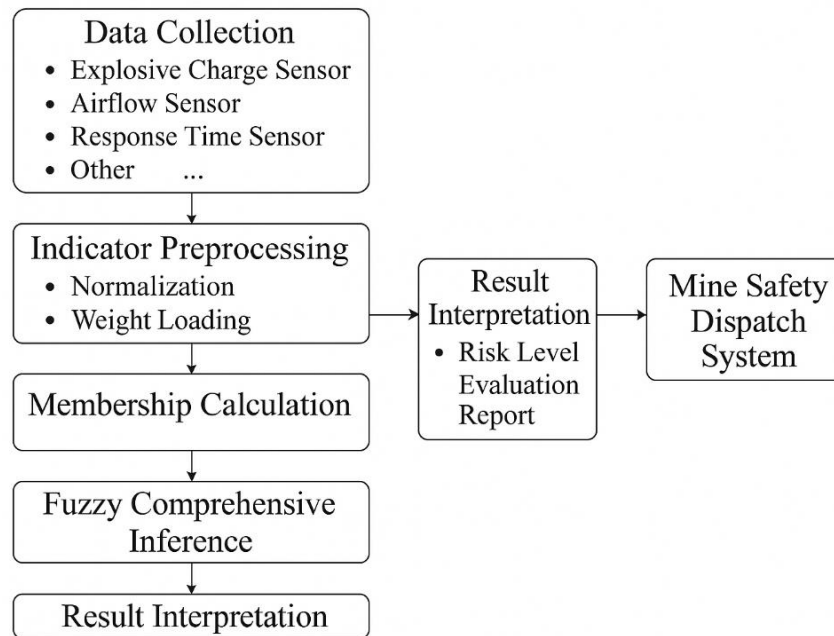 Data Collection
• Explosive Charge Sensor
• Airflow Sensor
• Response Time Sensor
• Other ...
Indicator Preprocessing
• Normalization
• Weight Loading
Membership Calculation
Fuzzy Comprehensive
Inference
Result Interpretation
Result
Interpretation
• Risk Level
Evaluation
Report
Mine Safety
Dispatch
System